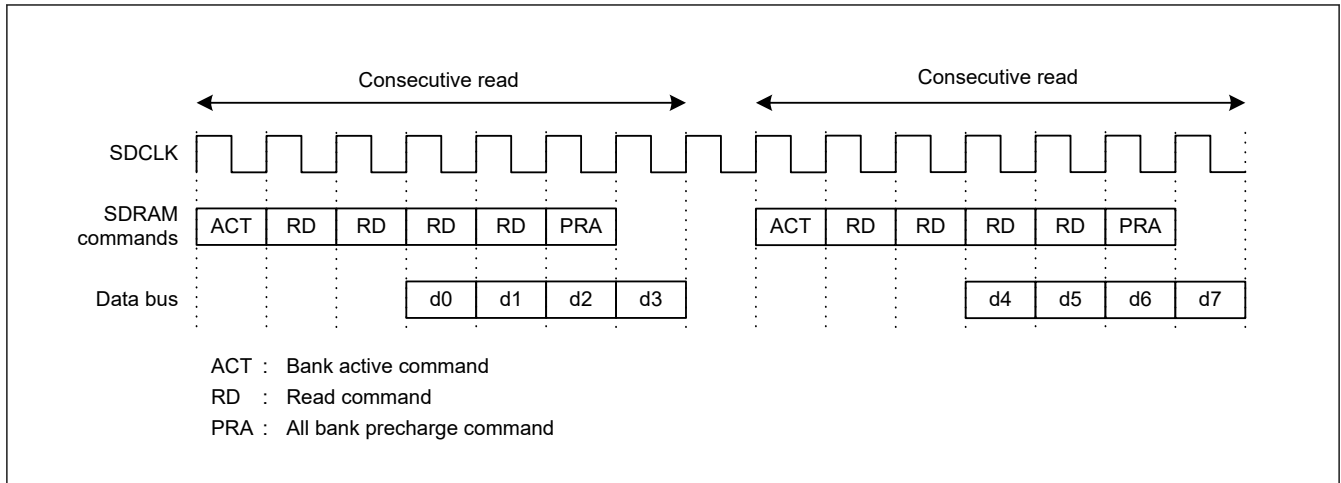 Consecutive read Consecutive read
SDCLK
SDRAM
commands
ACT RD RD RD RD PRA ACT RD RD RD RD PRA
Data bus d0 d1 d2 d3 d4 d5 d6 d7
ACT : Bank active command
RD : Read command
PRA : All bank precharge command